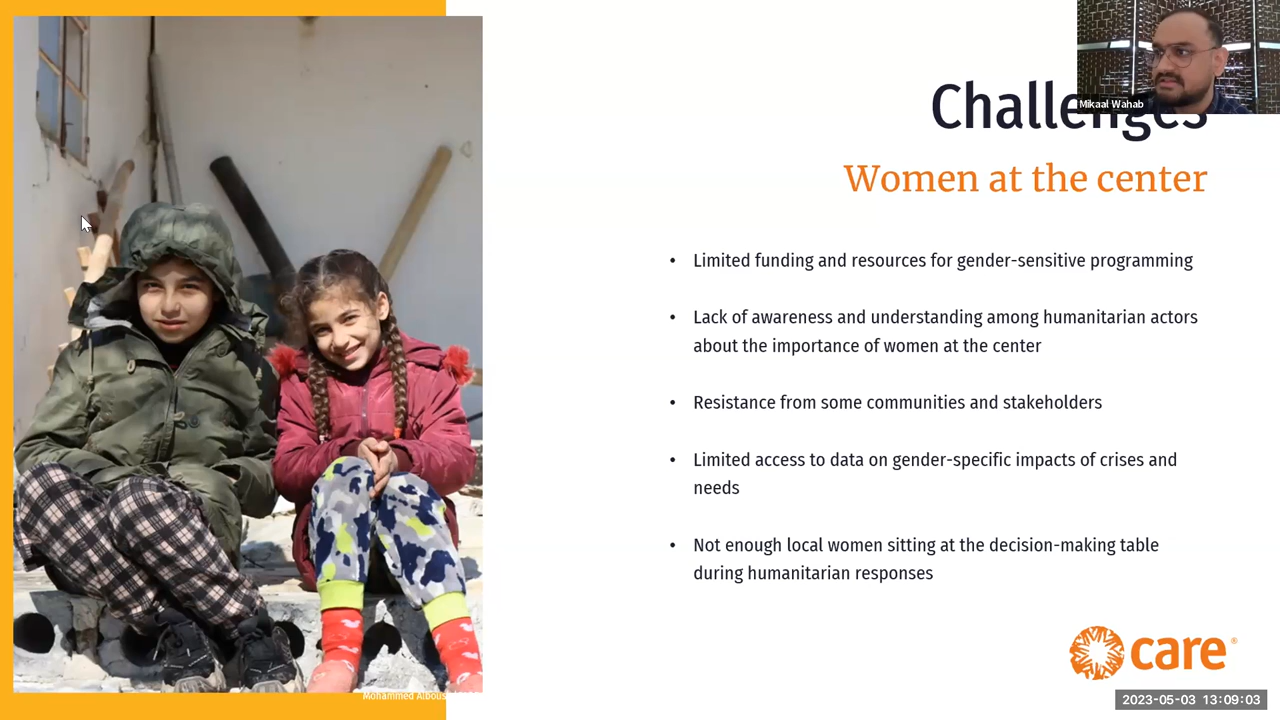 Challenges
Mikaal Wahab
Women at the center
• Limited funding and resources for gender-sensitive programming
• Lack of awareness and understanding among humanitarian actors
about the importance of women at the center
• Resistance from some communities and stakeholders
• Limited access to data on gender-specific impacts of crises and
needs
• Not enough local women sitting at the decision-making table
during humanitarian responses
care®
Mohammed
2023-05-03 13:09:03